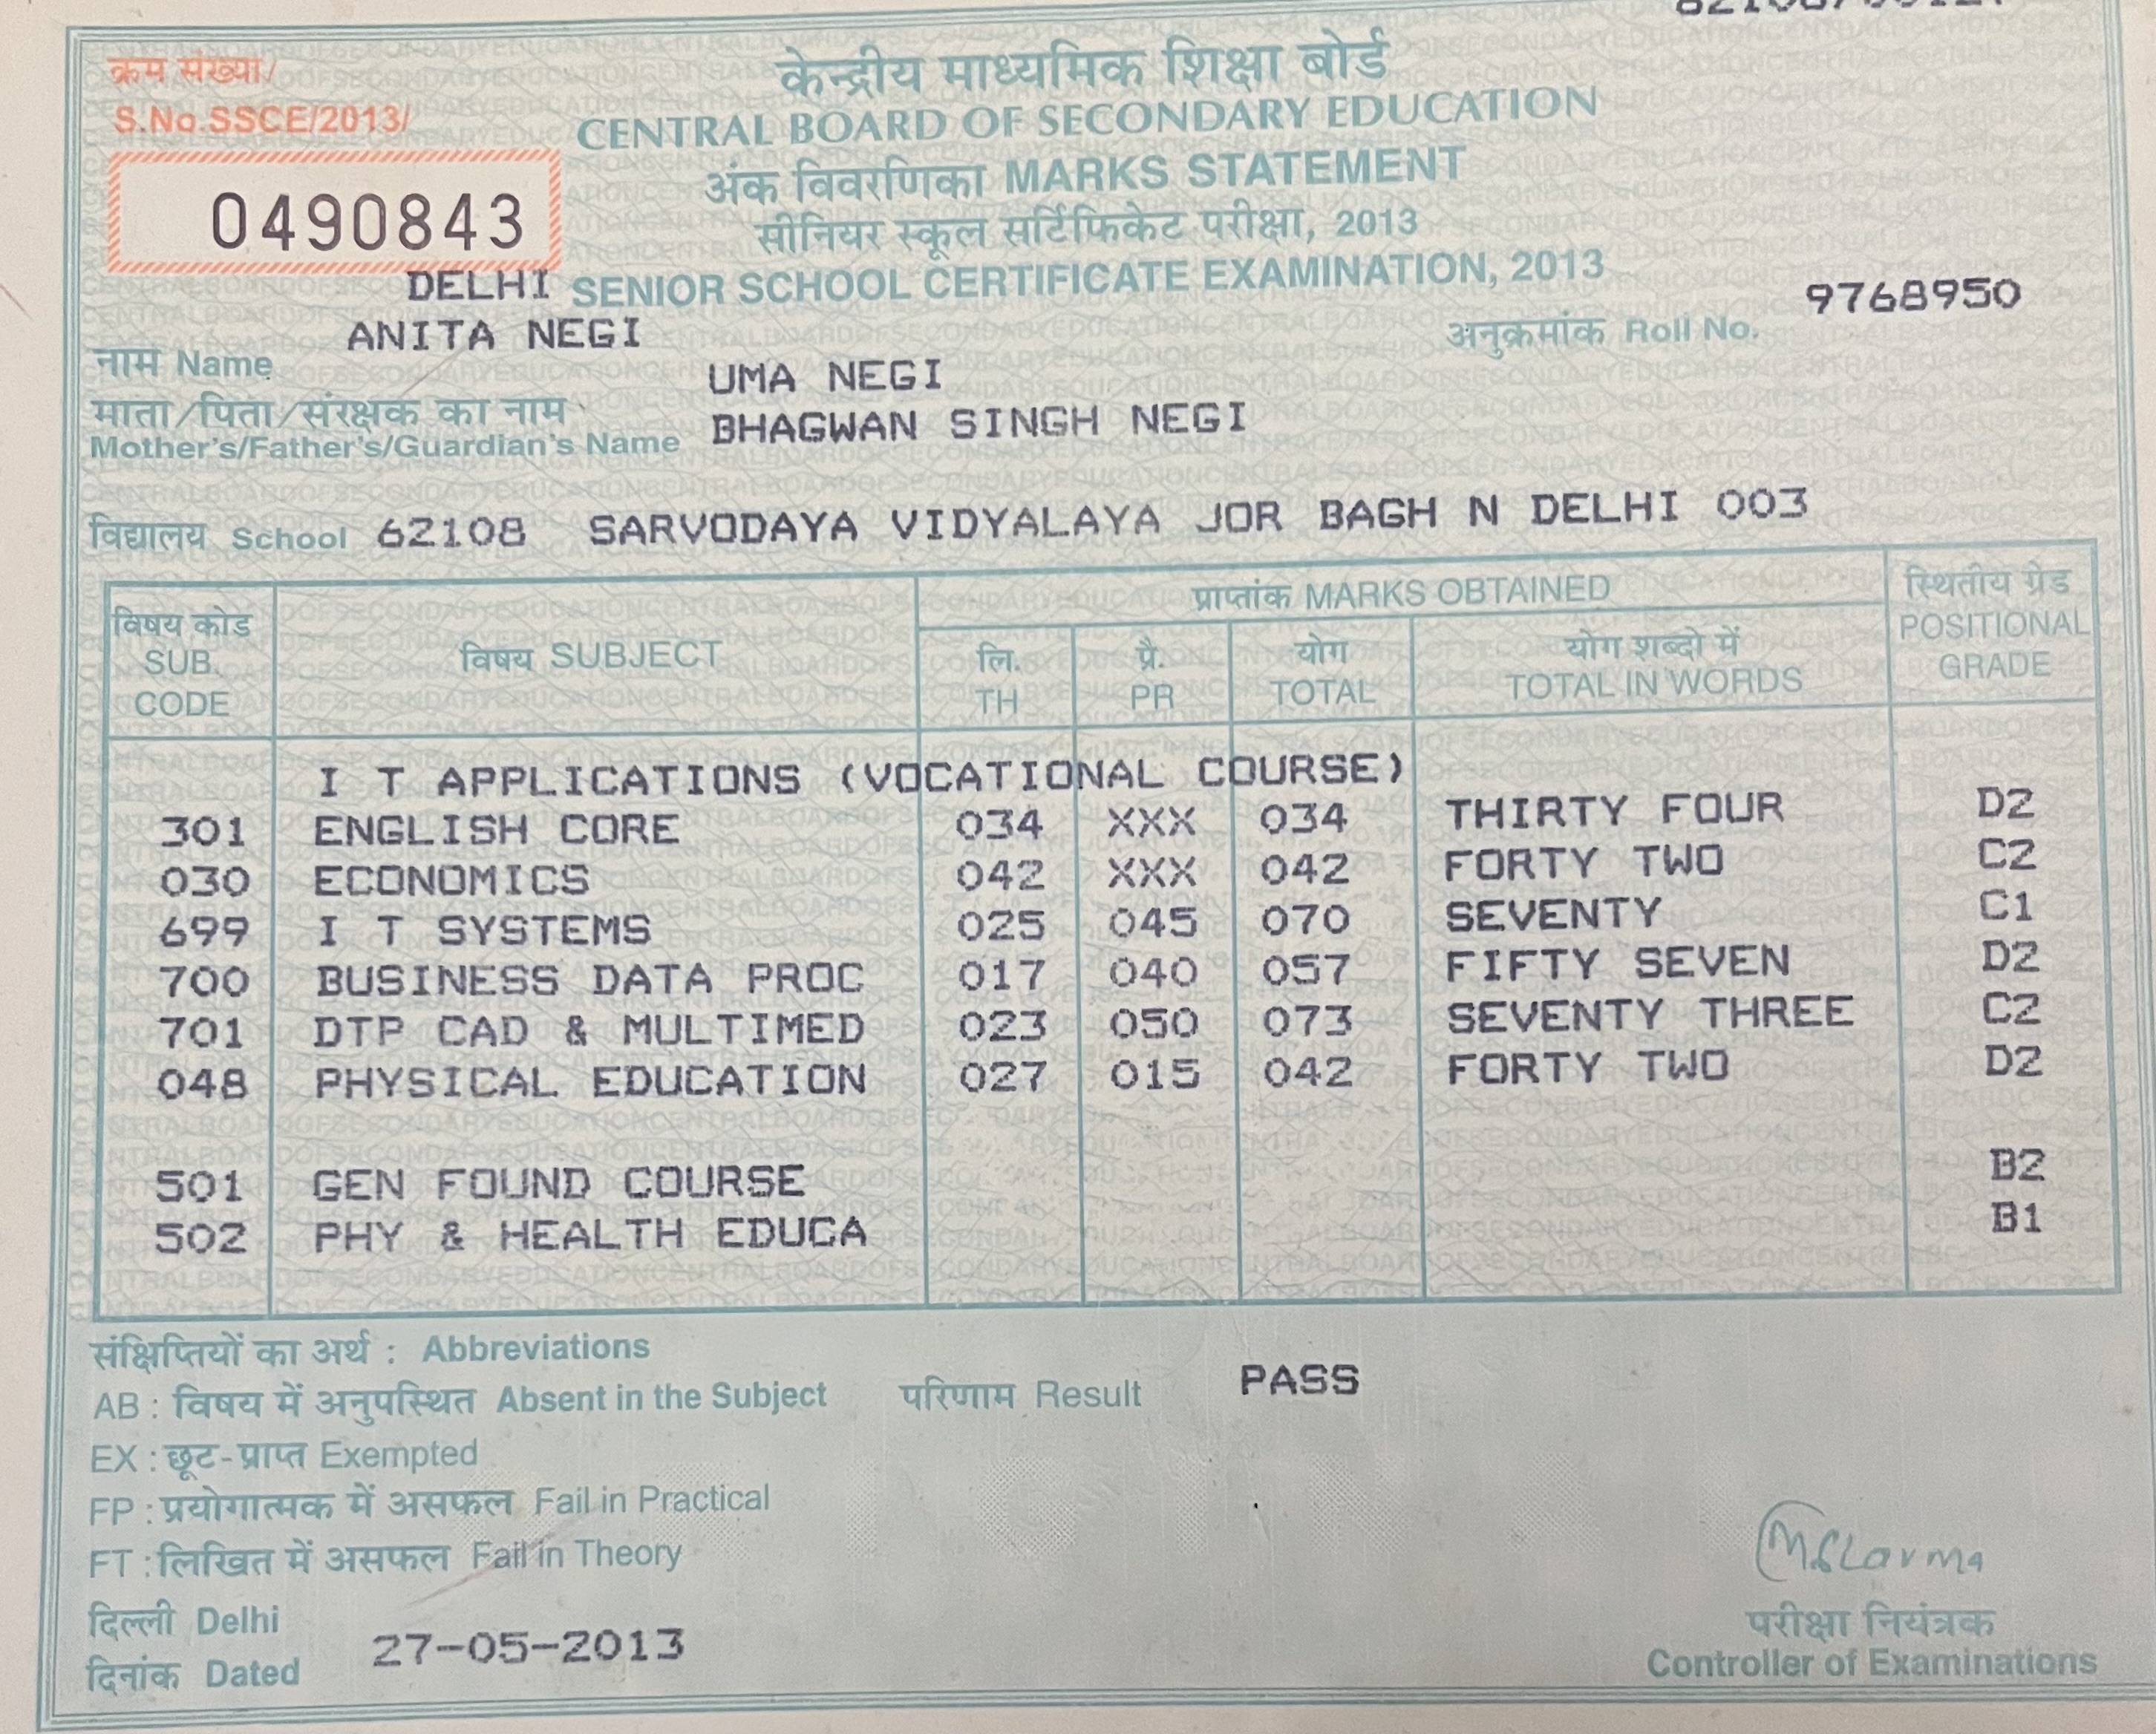 क्रम संख्या/
S.No.SSCE/2013/
0490843
केन्द्रीय माध्यमिक शिक्षा बोर्ड
CENTRAL BOARD OF SECONDARY EDUCATION
अंक विवरणिका MARKS STATEMENT
सीनियर स्कूल सर्टिफिकेट परीक्षा, 2013
DELHI SENIOR SCHOOL CERTIFICATE EXAMINATION, 2013
नाम Name ANITA NEGI अनुक्रमांक Roll No. 9768950
माता/पिता/संरक्षक का नाम UMA NEGI
Mother's/Father's/Guardian's Name BHAGWAN SINGH NEGI
विद्यालय School 62108 SARVODAYA VIDYALAYA JOR BAGH N DELHI 003
विषय कोड SUB. CODE विषय SUBJECT प्राप्तांक MARKS OBTAINED स्थितीय ग्रेड POSITIONAL GRADE
लि. TH प्रै. PR योग TOTAL योग शब्दो में TOTAL IN WORDS
I T APPLICATIONS (VOCATIONAL COURSE)
301 ENGLISH CORE 034 XXX 034 THIRTY FOUR D2
030 ECONOMICS 042 XXX 042 FORTY TWO C2
699 I T SYSTEMS 025 045 070 SEVENTY C1
700 BUSINESS DATA PROC 017 040 057 FIFTY SEVEN D2
701 DTP CAD & MULTIMED 023 050 073 SEVENTY THREE C2
048 PHYSICAL EDUCATION 027 015 042 FORTY TWO D2
501 GEN FOUND COURSE B2
502 PHY & HEALTH EDUCA B1
संक्षिप्तियों का अर्थ : Abbreviations
AB : विषय में अनुपस्थित Absent in the Subject परिणाम Result PASS
EX : छूट-प्राप्त Exempted
FP : प्रयोगात्मक में असफल Fail in Practical
FT : लिखित में असफल Fail in Theory
दिल्ली Delhi
दिनांक Dated 27-05-2013
परीक्षा नियंत्रक
Controller of Examinations